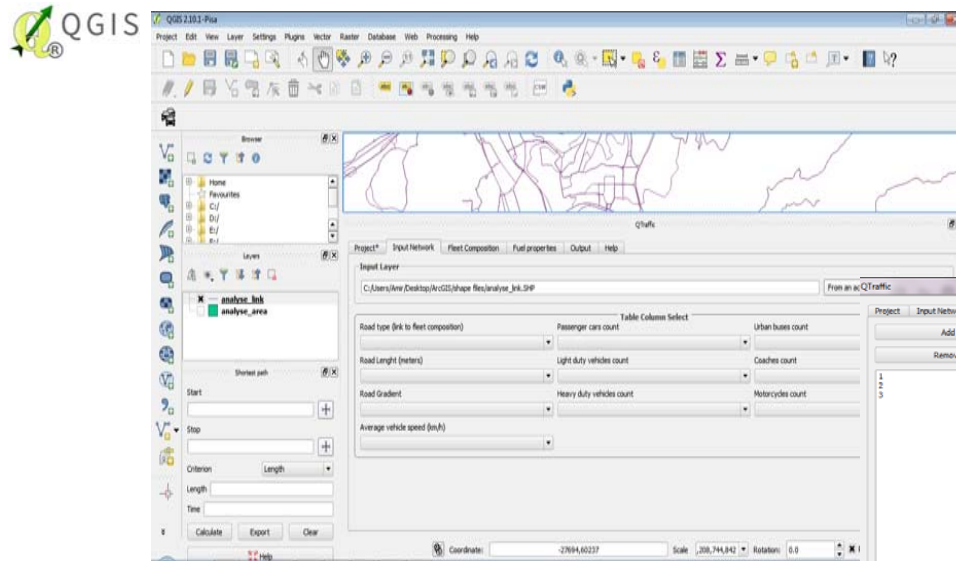 QGIS
QGIS 2.10.1-Pisa
Project Edit View Layer Settings Plugins Vector Raster Database Web Processing Help
CSW
Browser
Home
Favourites
C:/
D:/
E:/
Layers
analyse_link
analyse_area
Shortest path
Start
Stop
Criterion Length
Length
Time
Calculate Export Clear
Help
QTraffic
Project* Input Network Fleet Composition Fuel properties Output Help
Input Layer
C:/Users/Amr/Desktop/ArcGIS/shape files/analyse_link.SHP From an ac
Table Column Select
Road type (link to fleet composition) Passenger cars count Urban buses count
Road Lenght (meters) Light duty vehicles count Coaches count
Road Gradient Heavy duty vehicles count Motorcycles count
Average vehicle speed (km/h)
QTraffic
Project Input Netw
Add
Remov
1
2
3
Coordinate: -27694,60237 Scale ,208,744,842 Rotation: 0.0